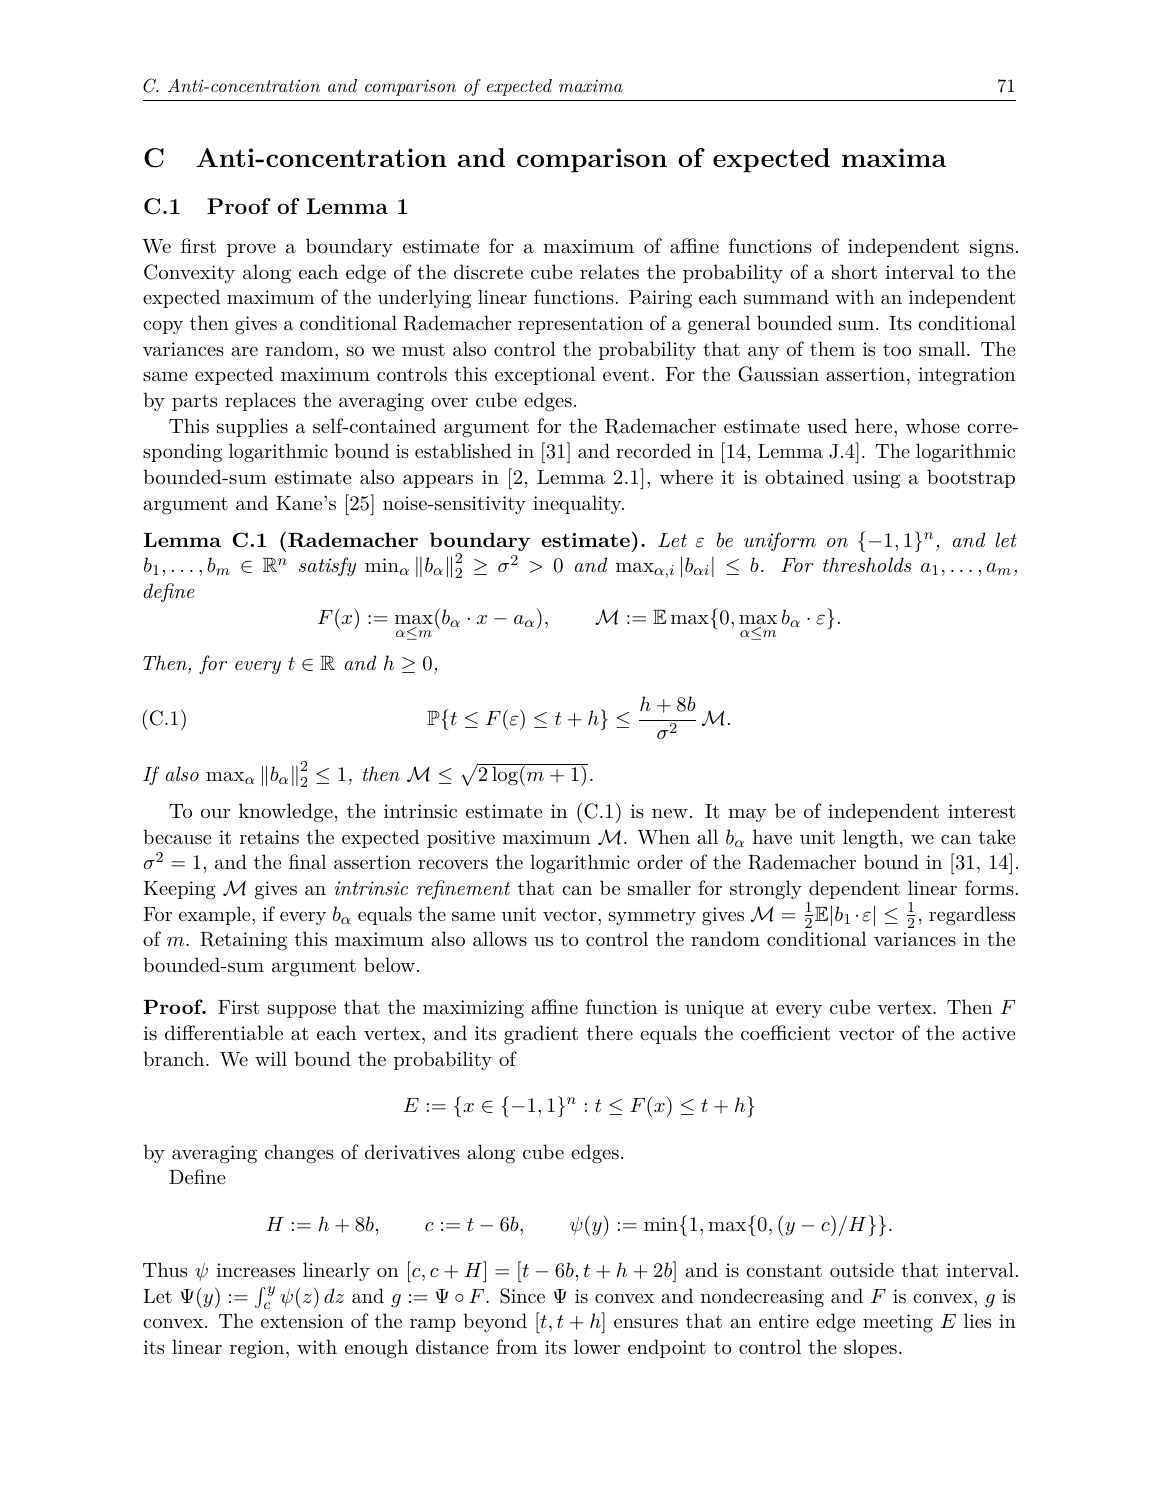 C. Anti-concentration and comparison of expected maxima 71
C Anti-concentration and comparison of expected maxima
C.1 Proof of Lemma 1
We first prove a boundary estimate for a maximum of affine functions of independent signs.
Convexity along each edge of the discrete cube relates the probability of a short interval to the
expected maximum of the underlying linear functions. Pairing each summand with an independent
copy then gives a conditional Rademacher representation of a general bounded sum. Its conditional
variances are random, so we must also control the probability that any of them is too small. The
same expected maximum controls this exceptional event. For the Gaussian assertion, integration
by parts replaces the averaging over cube edges.
This supplies a self-contained argument for the Rademacher estimate used here, whose corre-
sponding logarithmic bound is established in [31] and recorded in [14, Lemma J.4]. The logarithmic
bounded-sum estimate also appears in [2, Lemma 2.1], where it is obtained using a bootstrap
argument and Kane's [25] noise-sensitivity inequality.
Lemma C.1 (Rademacher boundary estimate). Let ε be uniform on {−1, 1}ⁿ, and let
b₁, . . . , bₘ ∈ ℝⁿ satisfy min_α ‖b_α‖₂² ≥ σ² > 0 and max_{α,i} |b_{αi}| ≤ b. For thresholds a₁, . . . , aₘ,
define
F(x) := max_{α≤m}(b_α · x − a_α), ℳ := 𝔼 max{0, max_{α≤m} b_α · ε}.
Then, for every t ∈ ℝ and h ≥ 0,
(C.1) ℙ{t ≤ F(ε) ≤ t + h} ≤ \frac{h + 8b}{σ²} ℳ.
If also max_α ‖b_α‖₂² ≤ 1, then ℳ ≤ √(2 log(m + 1)).
To our knowledge, the intrinsic estimate in (C.1) is new. It may be of independent interest
because it retains the expected positive maximum ℳ. When all b_α have unit length, we can take
σ² = 1, and the final assertion recovers the logarithmic order of the Rademacher bound in [31, 14].
Keeping ℳ gives an intrinsic refinement that can be smaller for strongly dependent linear forms.
For example, if every b_α equals the same unit vector, symmetry gives ℳ = ½𝔼|b₁·ε| ≤ ½, regardless
of m. Retaining this maximum also allows us to control the random conditional variances in the
bounded-sum argument below.
Proof. First suppose that the maximizing affine function is unique at every cube vertex. Then F
is differentiable at each vertex, and its gradient there equals the coefficient vector of the active
branch. We will bound the probability of
E := {x ∈ {−1, 1}ⁿ : t ≤ F(x) ≤ t + h}
by averaging changes of derivatives along cube edges.
Define
H := h + 8b, c := t − 6b, ψ(y) := min{1, max{0, (y − c)/H}}.
Thus ψ increases linearly on [c, c + H] = [t − 6b, t + h + 2b] and is constant outside that interval.
Let Ψ(y) := ∫_c^y ψ(z) dz and g := Ψ ∘ F. Since Ψ is convex and nondecreasing and F is convex, g is
convex. The extension of the ramp beyond [t, t + h] ensures that an entire edge meeting E lies in
its linear region, with enough distance from its lower endpoint to control the slopes.